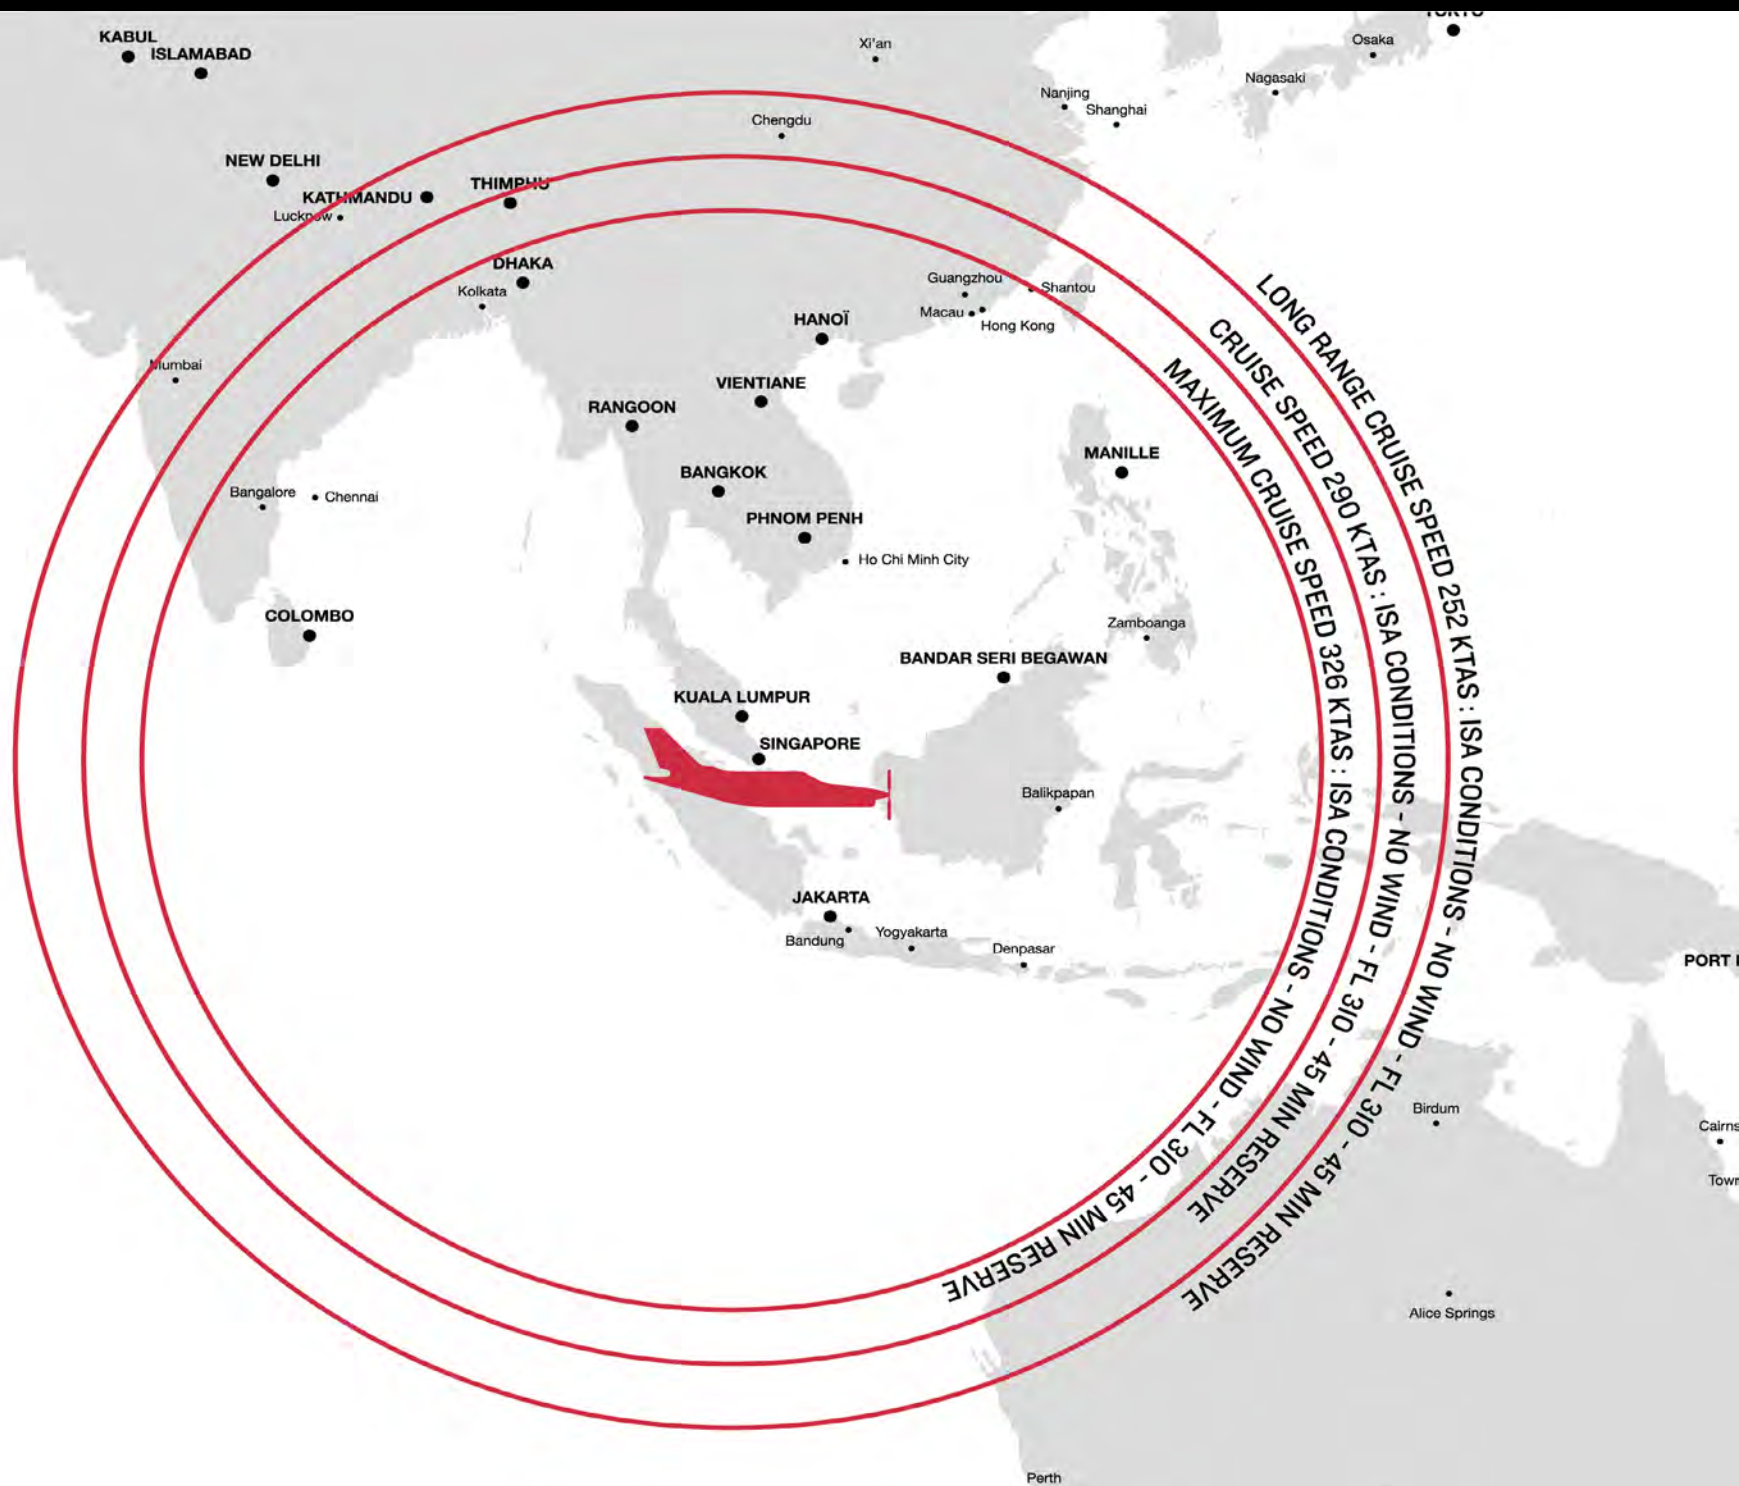 KABUL
ISLAMABAD
Xi'an
Osaka
Nagasaki
Nanjing
Shanghai
Chengdu
NEW DELHI
KATHMANDU
THIMPHU
Lucknow
DHAKA
Kolkata
Guangzhou
Shantou
Macau
Hong Kong
HANOÏ
Mumbai
VIENTIANE
RANGOON
MANILLE
BANGKOK
Bangalore
Chennai
PHNOM PENH
Ho Chi Minh City
COLOMBO
Zamboanga
BANDAR SERI BEGAWAN
KUALA LUMPUR
SINGAPORE
Balikpapan
JAKARTA
Bandung
Yogyakarta
Denpasar
PORT
Birdum
Cairns
Town
Alice Springs
Perth
LONG RANGE CRUISE SPEED 252 KTAS : ISA CONDITIONS - NO WIND - FL 310 - 45 MIN RESERVE
CRUISE SPEED 290 KTAS : ISA CONDITIONS - NO WIND - FL 310 - 45 MIN RESERVE
MAXIMUM CRUISE SPEED 326 KTAS : ISA CONDITIONS - NO WIND - FL 310 - 45 MIN RESERVE